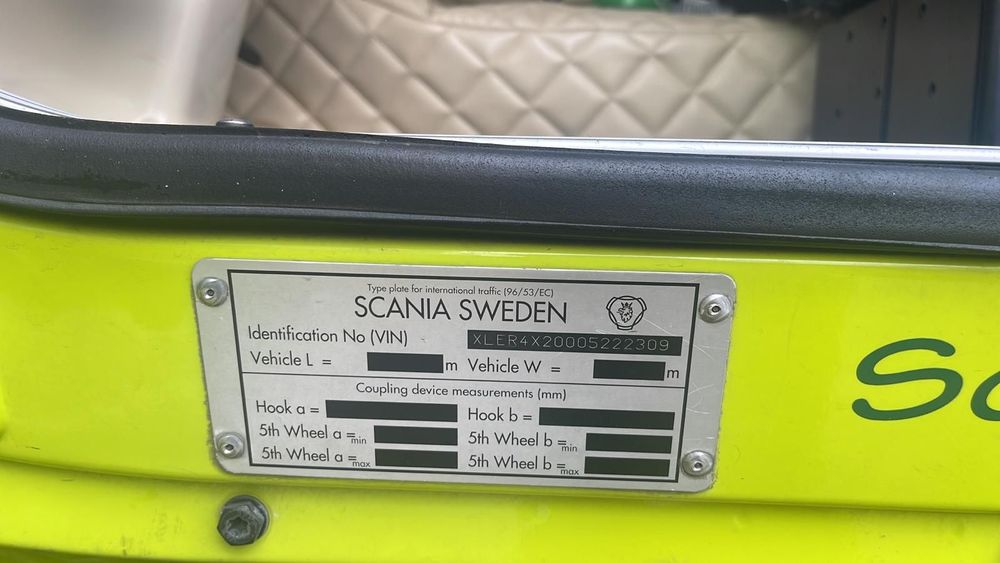 Type plate for international traffic (96/53/EC)
SCANIA SWEDEN
Identification No (VIN) XLER4X20005222309
Vehicle L = m Vehicle W = m
Coupling device measurements (mm)
Hook a = Hook b =
5th Wheel a =min 5th Wheel b =min
5th Wheel a =max 5th Wheel b =max